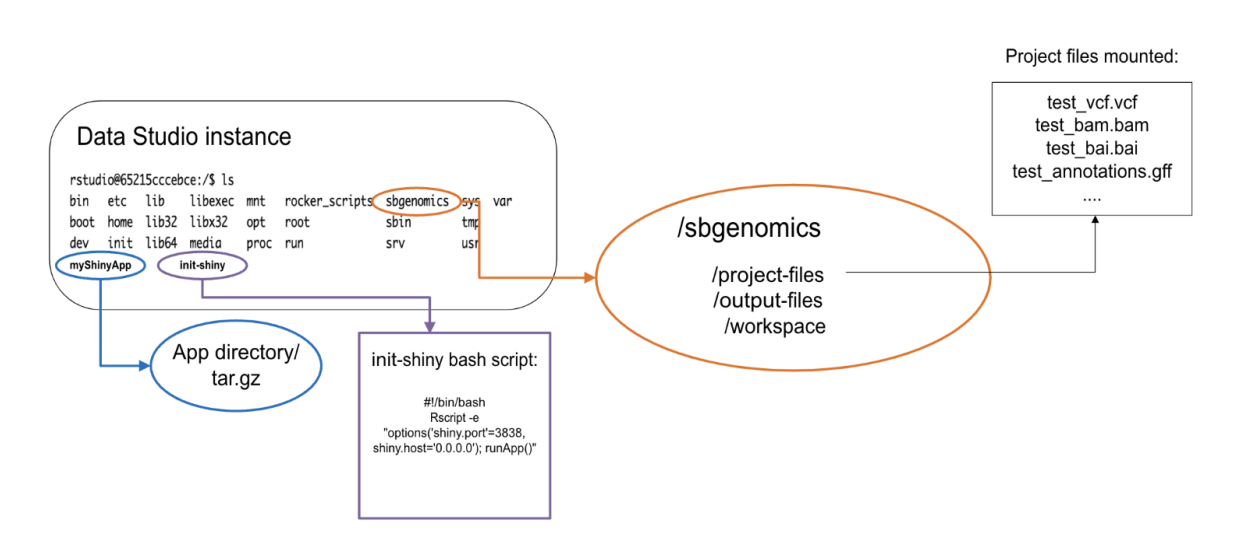 Project files mounted:
test_vcf.vcf
test_bam.bam
test_bai.bai
test_annotations.gff
....
Data Studio instance
rstudio@65215cccebce:/$ ls
bin etc lib libexec mnt rocker_scripts sbgenomics sys var
boot home lib32 libx32 opt root sbin tmp
dev init lib64 media proc run srv usr
myShinyApp init-shiny
/sbgenomics
/project-files
/output-files
/workspace
App directory/
tar.gz
init-shiny bash script:
#!/bin/bash
Rscript -e
"options('shiny.port'=3838,
shiny.host='0.0.0.0'); runApp()"